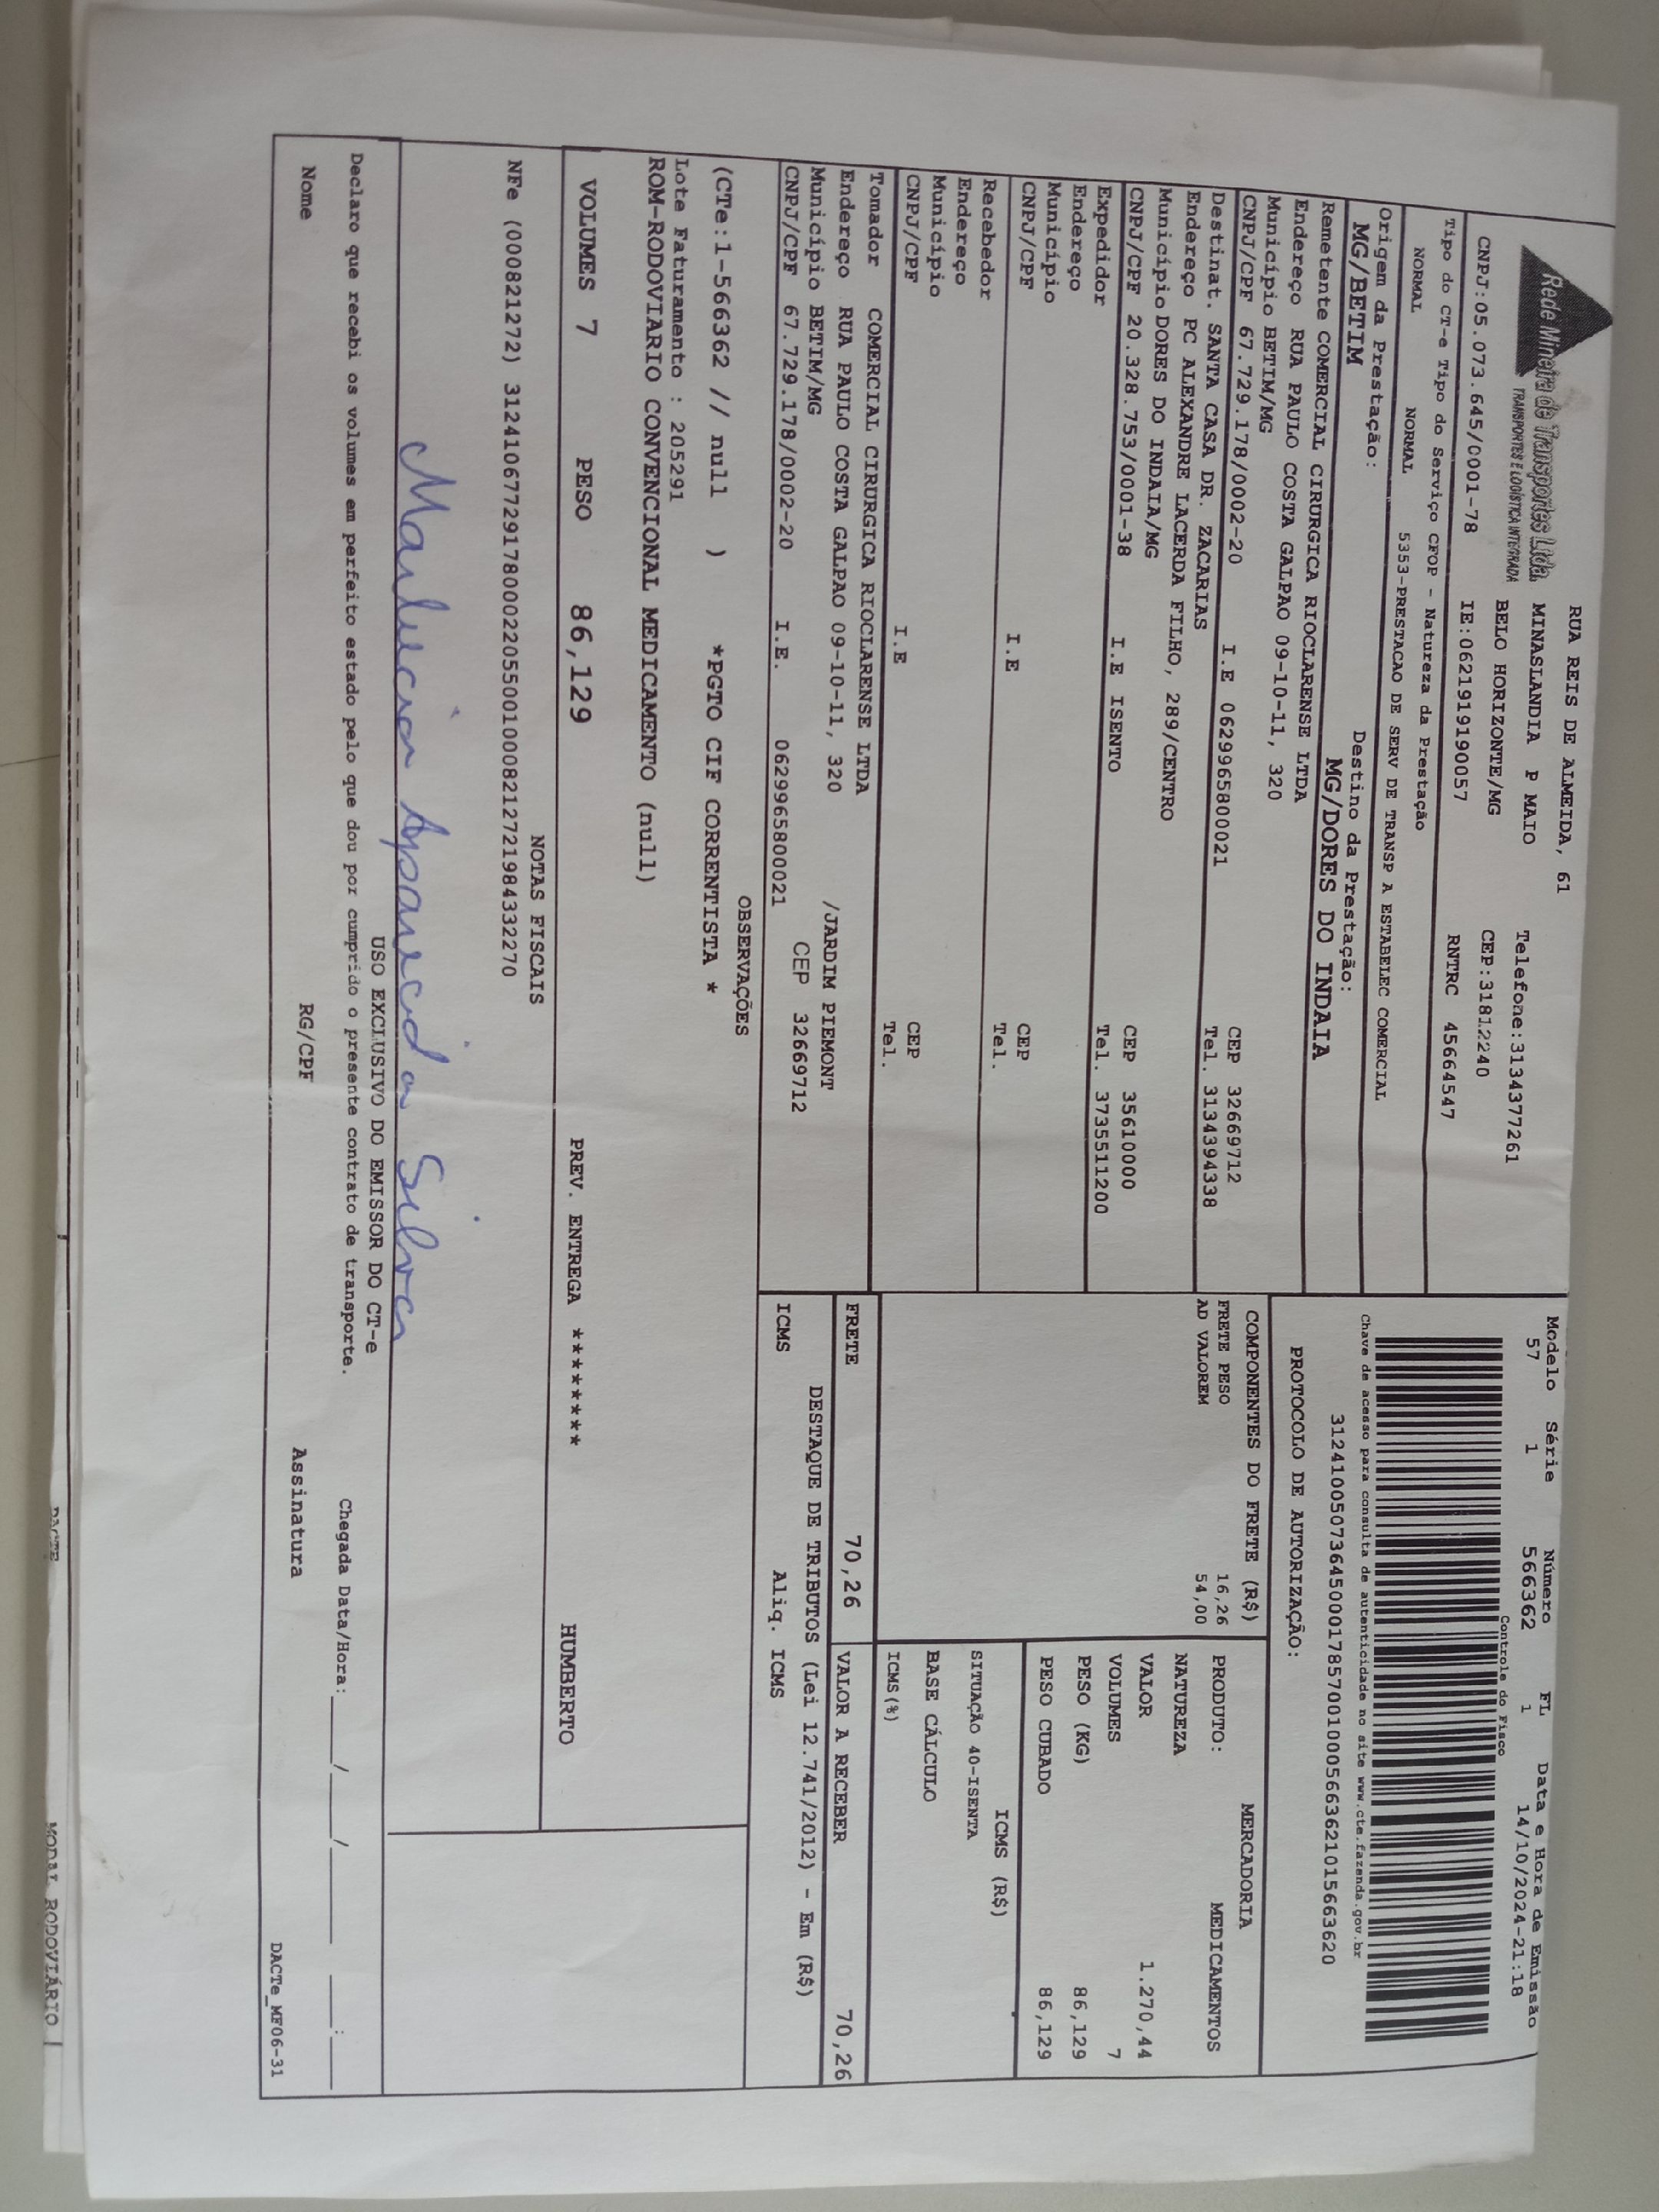 Rede Mineira de Transportes Ltda.
TRANSPORTES E LOGÍSTICA INTEGRADA
RUA REIS DE ALMEIDA, 61
MINASLANDIA P MAIO Telefone:3134377261
BELO HORIZONTE/MG CEP:31812240
CNPJ:05.073.645/0001-78 IE:0621919190057 RNTRC 45664547
Tipo do CT-e Tipo do Serviço CFOP - Natureza da Prestação
NORMAL NORMAL 5353-PRESTACAO DE SERV DE TRANSP A ESTABELEC COMERCIAL
Origem da Prestação: Destino da Prestação:
MG/BETIM MG/DORES DO INDAIA
Remetente COMERCIAL CIRURGICA RIOCLARENSE LTDA
Endereço RUA PAULO COSTA GALPAO 09-10-11, 320
Município BETIM/MG CEP 32669712
CNPJ/CPF 67.729.178/0002-20 I.E 0629965800021 Tel. 3134394338
Destinat. SANTA CASA DR. ZACARIAS
Endereço PC ALEXANDRE LACERDA FILHO, 289/CENTRO
Município DORES DO INDAIA/MG CEP 35610000
CNPJ/CPF 20.328.753/0001-38 I.E ISENTO Tel. 3735511200
Expedidor
Endereço
Município CEP
CNPJ/CPF I.E Tel.
Recebedor
Endereço
Município CEP
CNPJ/CPF I.E Tel.
Tomador COMERCIAL CIRURGICA RIOCLARENSE LTDA
Endereço RUA PAULO COSTA GALPAO 09-10-11, 320 /JARDIM PIEMONT
Município BETIM/MG CEP 32669712
CNPJ/CPF 67.729.178/0002-20 I.E. 0629965800021
Modelo Série Número FL Data e Hora de Emissão
57 1 566362 1 14/10/2024-21:18
Controle do Fisco
Chave de acesso para consulta de autenticidade no site www.cte.fazenda.gov.br
31241005073645000178570010005663621015663620
PROTOCOLO DE AUTORIZAÇÃO:
COMPONENTES DO FRETE (R$)
FRETE PESO 16,26
AD VALOREM 54,00
MERCADORIA
PRODUTO: MEDICAMENTOS
NATUREZA
VALOR 1.270,44
VOLUMES 7
PESO (KG) 86,129
PESO CUBADO 86,129
ICMS (R$)
SITUAÇÃO 40-ISENTA
BASE CÁLCULO
ICMS(%)
FRETE 70,26 VALOR A RECEBER 70,26
DESTAQUE DE TRIBUTOS (Lei 12.741/2012) - Em (R$)
ICMS Aliq. ICMS
OBSERVAÇÕES
(CTe:1-566362 // null ) *PGTO CIF CORRENTISTA *
Lote Faturamento : 205291
ROM-RODOVIARIO CONVENCIONAL MEDICAMENTO (null)
VOLUMES 7 PESO 86,129 PREV. ENTREGA ******** HUMBERTO
NOTAS FISCAIS
NFe (000821272) 31241067729178000220550010008212721984332270
Marlucia Aparecida Silva
USO EXCLUSIVO DO EMISSOR DO CT-e
Declaro que recebi os volumes em perfeito estado pelo que dou por cumprido o presente contrato de transporte. Chegada Data/Hora:____/____/____ ____:____
Nome RG/CPF Assinatura
DACTe_MF06-31
DACTE
MODAL RODOVIÁRIO